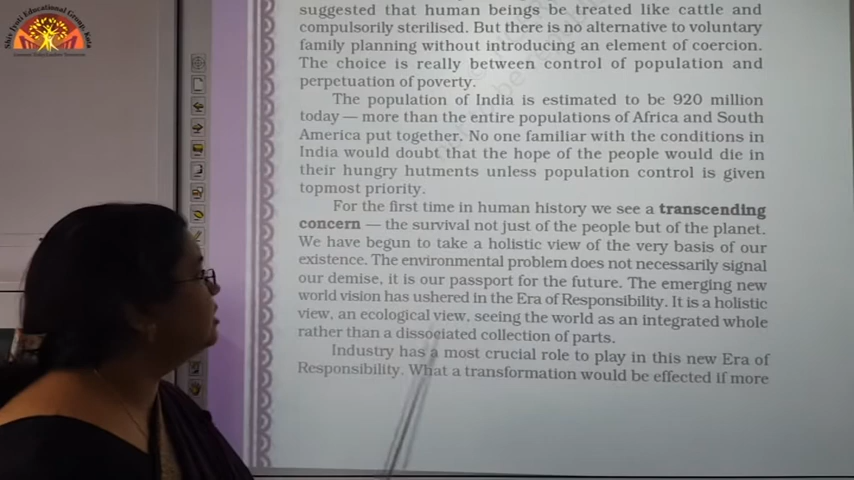 Shiv Jyoti Educational Group, Kota
suggested that human beings be treated like cattle and
compulsorily sterilised. But there is no alternative to voluntary
family planning without introducing an element of coercion.
The choice is really between control of population and
perpetuation of poverty.
The population of India is estimated to be 920 million
today — more than the entire populations of Africa and South
America put together. No one familiar with the conditions in
India would doubt that the hope of the people would die in
their hungry hutments unless population control is given
topmost priority.
For the first time in human history we see a transcending
concern — the survival not just of the people but of the planet.
We have begun to take a holistic view of the very basis of our
existence. The environmental problem does not necessarily signal
our demise, it is our passport for the future. The emerging new
world vision has ushered in the Era of Responsibility. It is a holistic
view, an ecological view, seeing the world as an integrated whole
rather than a dissociated collection of parts.
Industry has a most crucial role to play in this new Era of
Responsibility. What a transformation would be effected if more